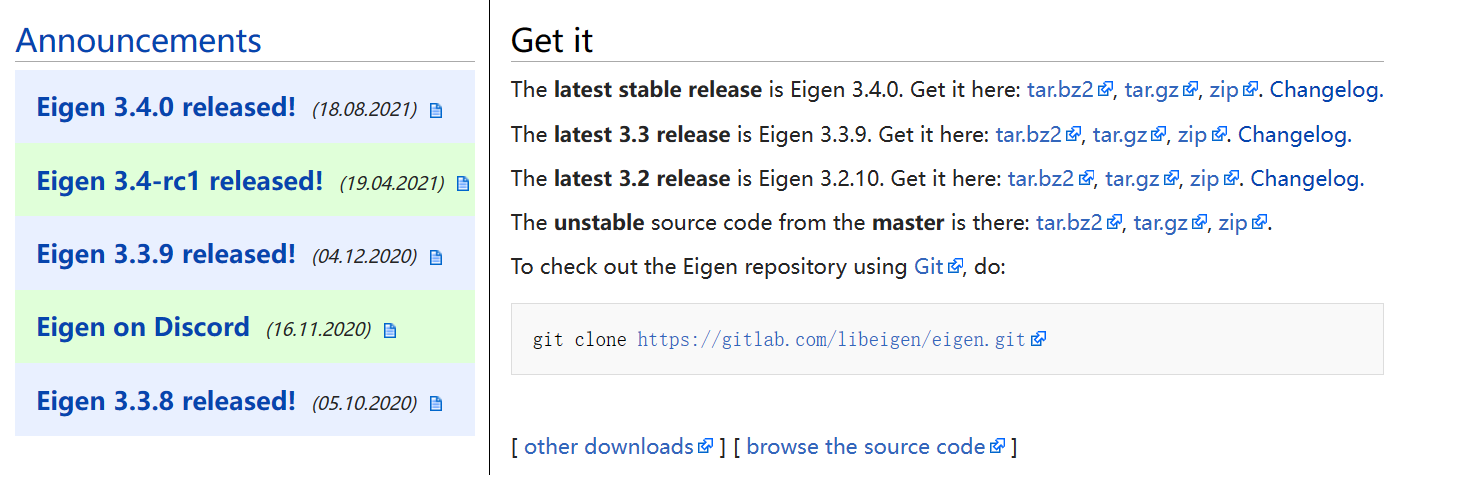 Announcements
Eigen 3.4.0 released! (18.08.2021)
Eigen 3.4-rc1 released! (19.04.2021)
Eigen 3.3.9 released! (04.12.2020)
Eigen on Discord (16.11.2020)
Eigen 3.3.8 released! (05.10.2020)
Get it
The latest stable release is Eigen 3.4.0. Get it here: tar.bz2, tar.gz, zip. Changelog.
The latest 3.3 release is Eigen 3.3.9. Get it here: tar.bz2, tar.gz, zip. Changelog.
The latest 3.2 release is Eigen 3.2.10. Get it here: tar.bz2, tar.gz, zip. Changelog.
The unstable source code from the master is there: tar.bz2, tar.gz, zip.
To check out the Eigen repository using Git, do:
git clone https://gitlab.com/libeigen/eigen.git
[ other downloads ] [ browse the source code ]